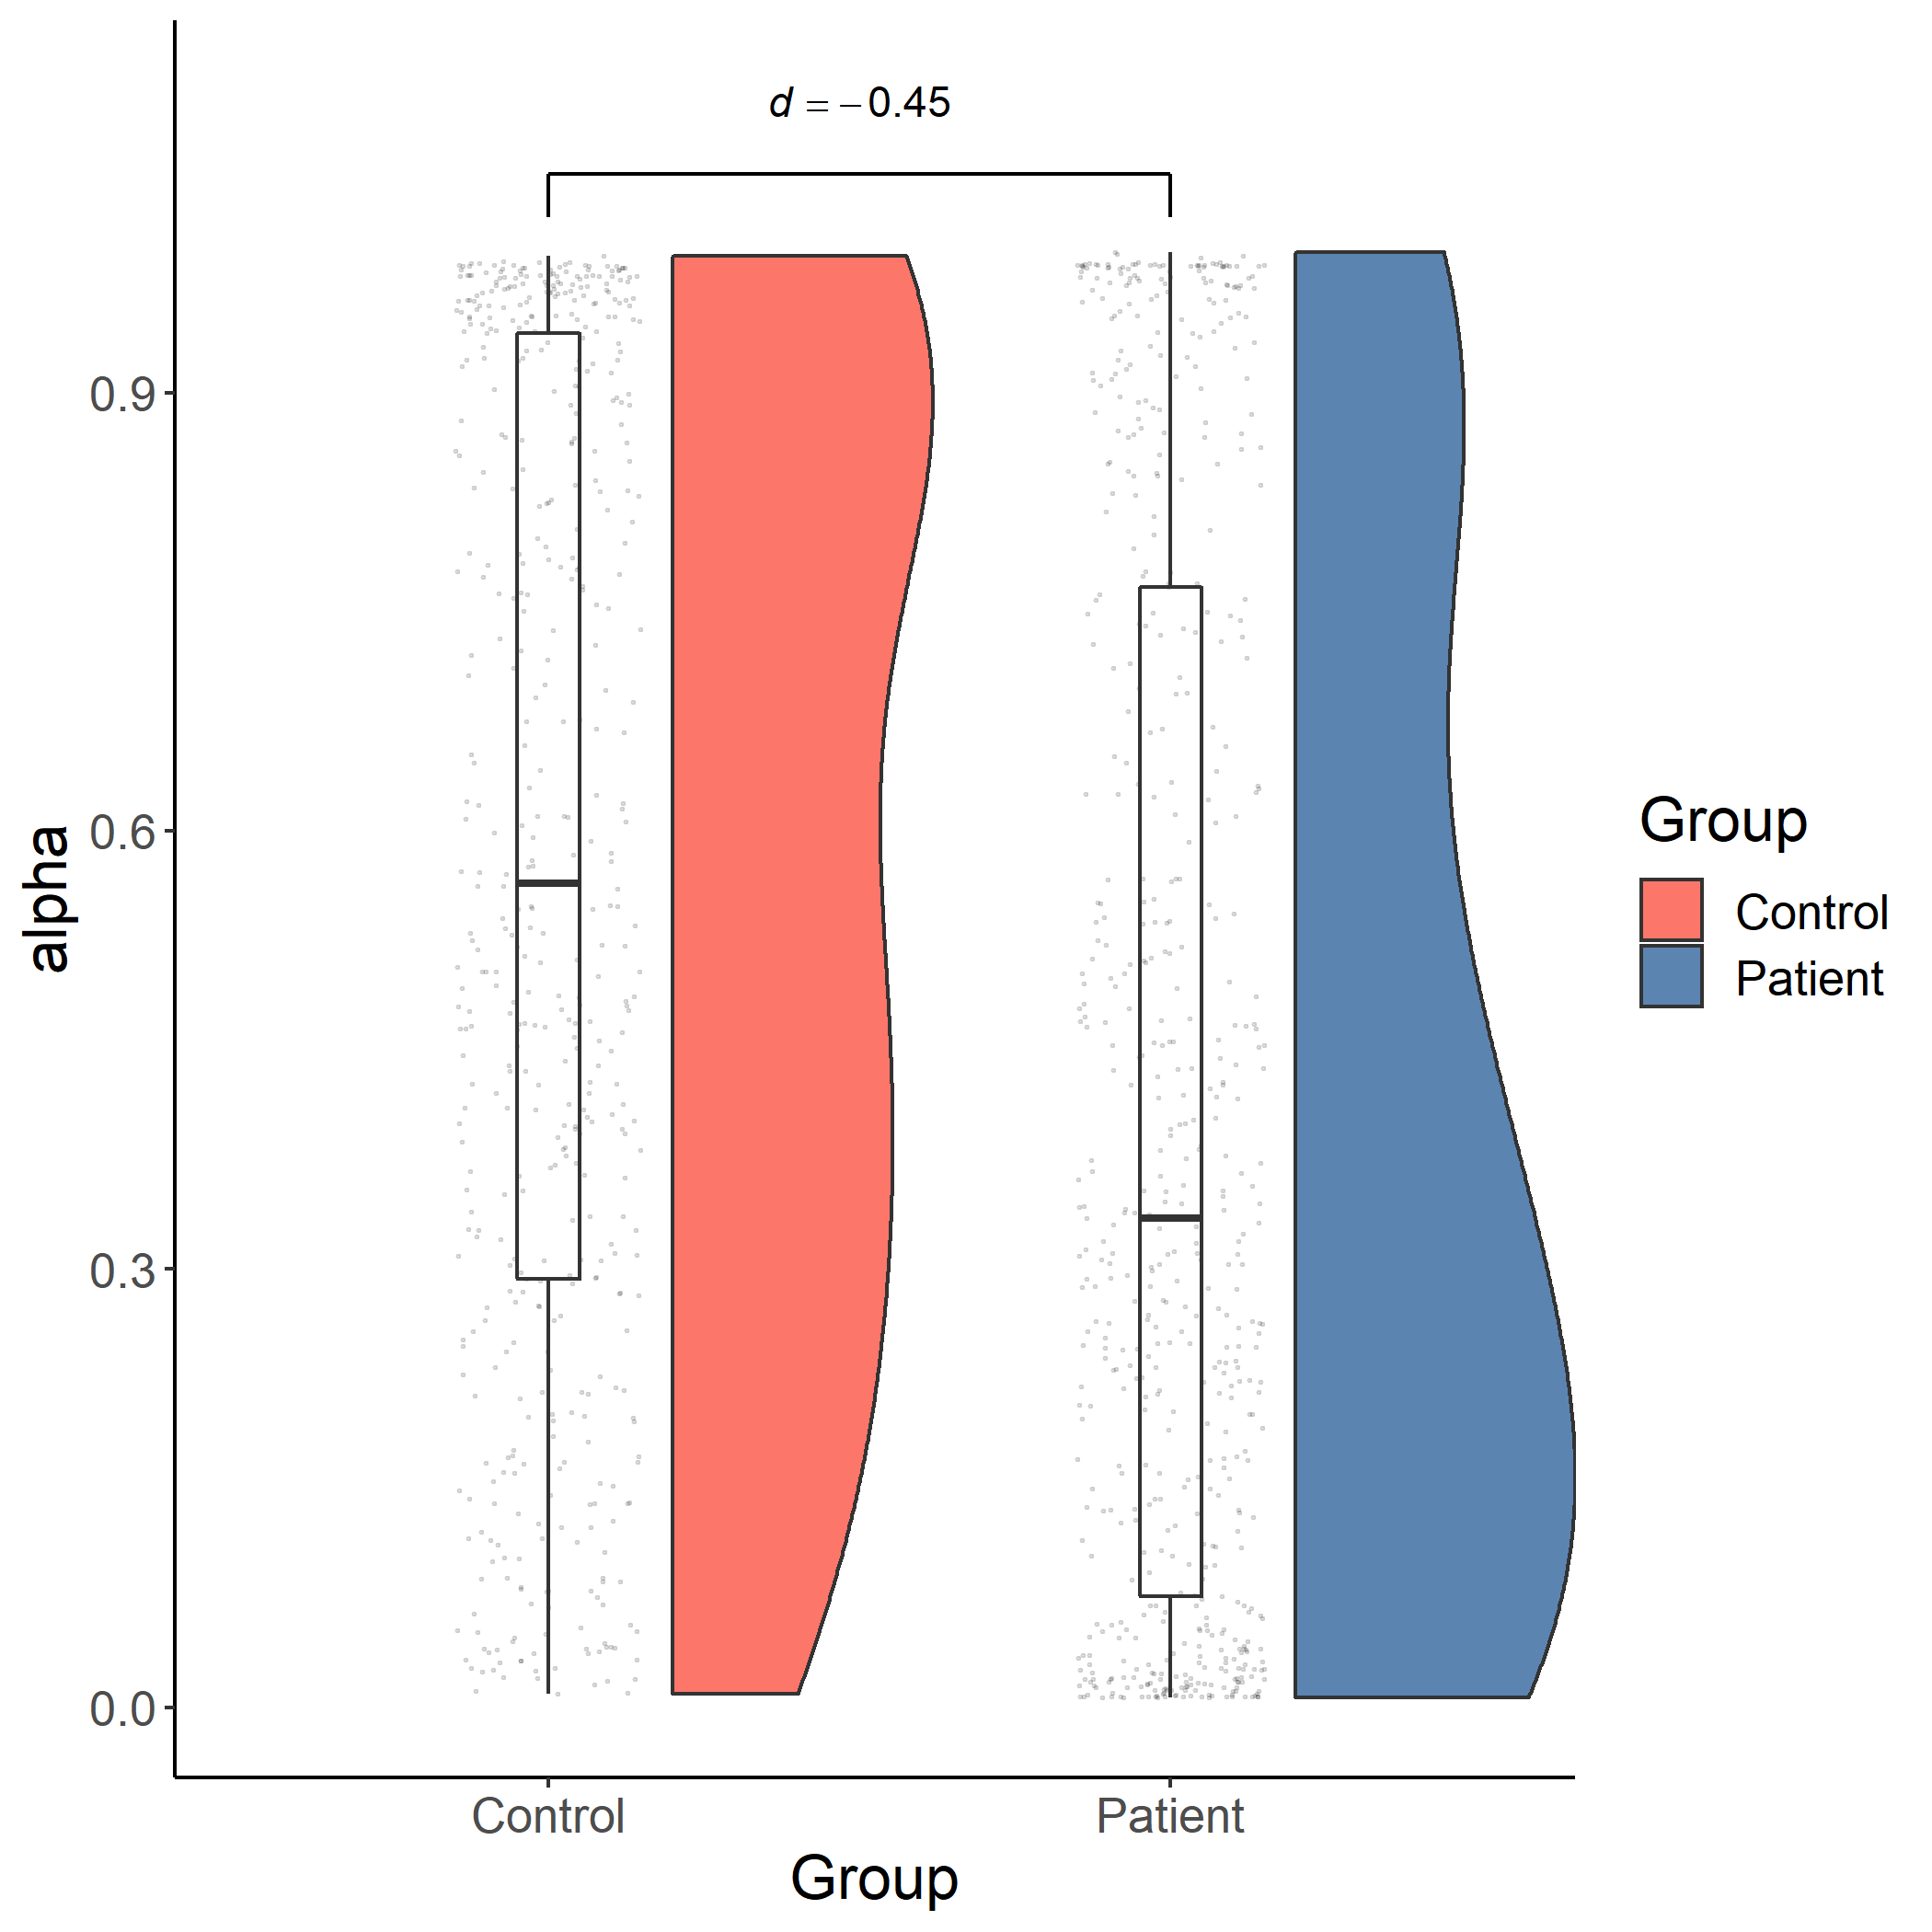 d = −0.45
alpha
0.9
0.6
0.3
0.0
Control
Patient
Group
Group
Control
Patient